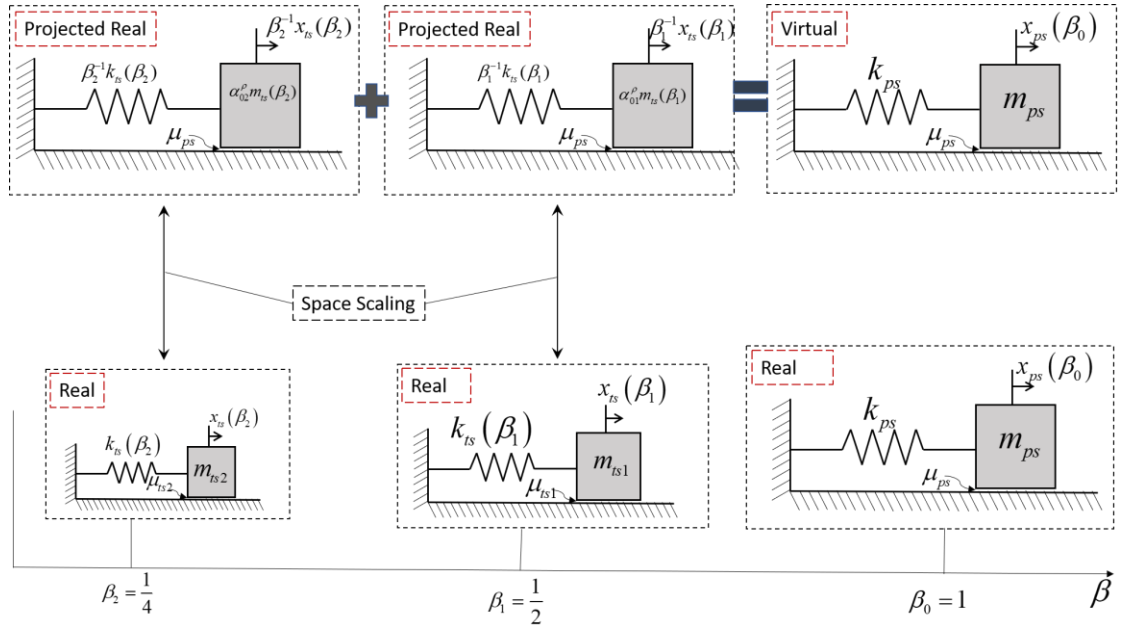 Projected Real
β₂⁻¹x_ts(β₂)
β₂⁻¹k_ts(β₂)
α₀₂^ρ m_ts(β₂)
μ_ps
Projected Real
β₁⁻¹x_ts(β₁)
β₁⁻¹k_ts(β₁)
α₀₁^ρ m_ts(β₁)
μ_ps
Virtual
x_ps(β₀)
k_ps
m_ps
μ_ps
Space Scaling
Real
x_ts(β₂)
k_ts(β₂)
m_ts2
μ_ts2
Real
x_ts(β₁)
k_ts(β₁)
m_ts1
μ_ts1
Real
x_ps(β₀)
k_ps
m_ps
μ_ps
β₂ = 1/4
β₁ = 1/2
β₀ = 1
β